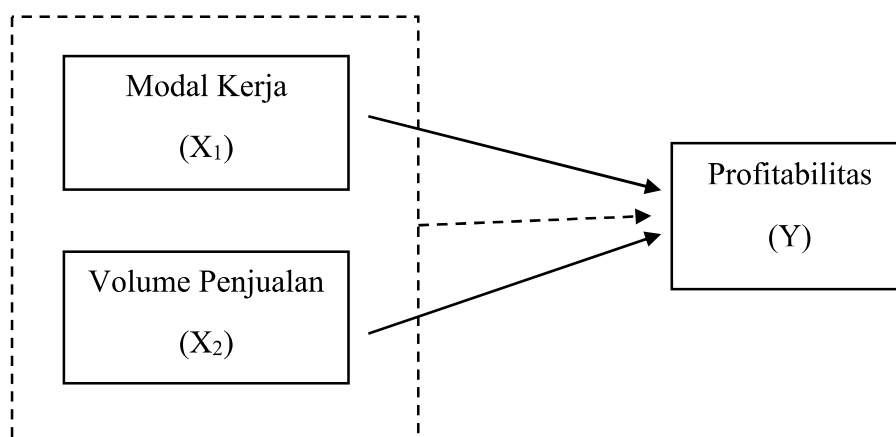 Modal Kerja
(X₁)
Volume Penjualan
(X₂)
Profitabilitas
(Y)